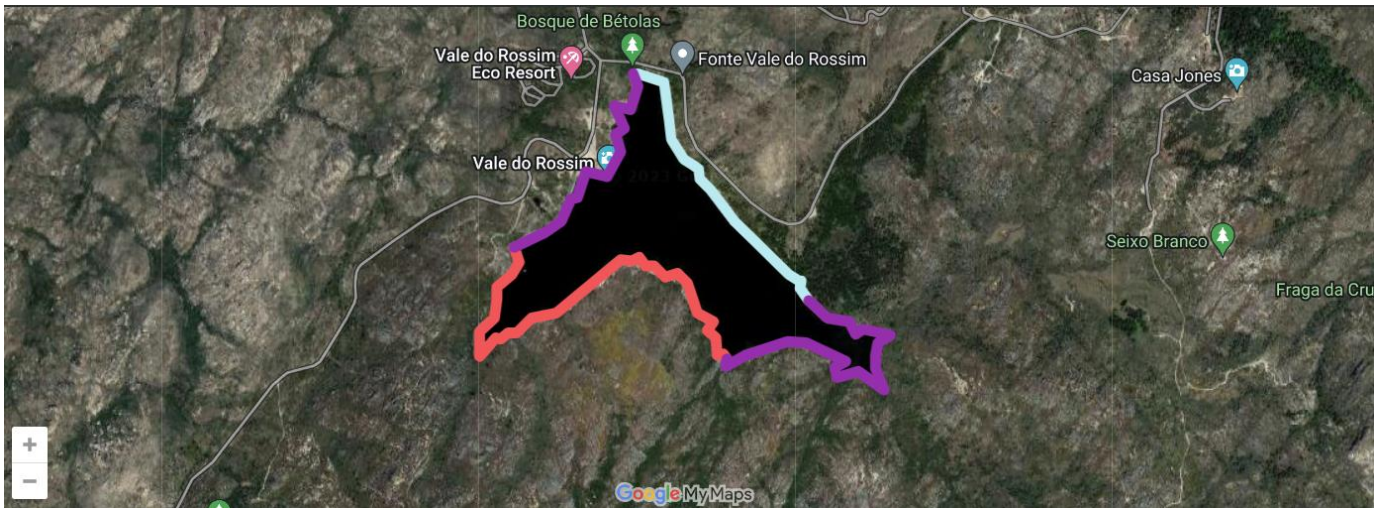 Bosque de Bétolas
Vale do Rossim
Eco Resort
Fonte Vale do Rossim
Casa Jones
Vale do Rossim
Seixo Branco
Fraga da Cru
+
−
Google My Maps